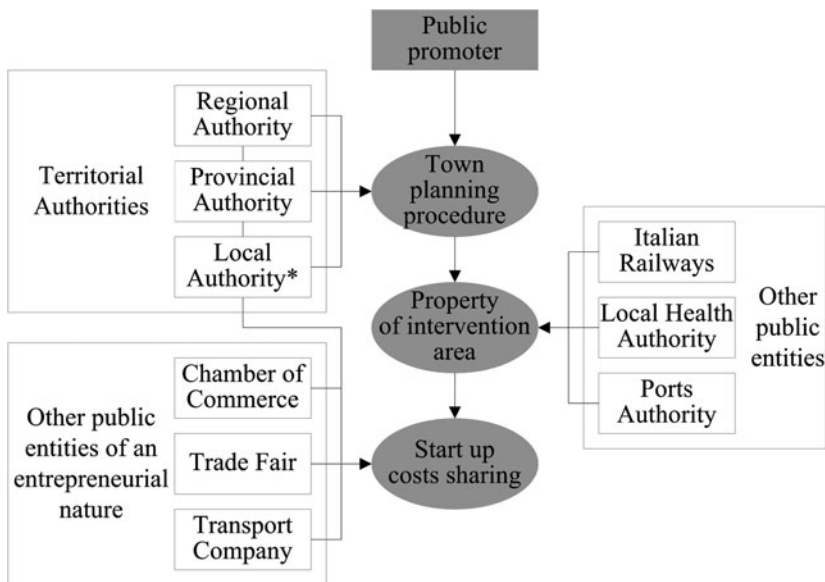 Public
promoter
Regional
Authority
Territorial
Authorities
Provincial
Authority
Local
Authority*
Town
planning
procedure
Property
of intervention
area
Italian
Railways
Local Health
Authority
Ports
Authority
Other
public
entities
Other public
entities of an
entrepreneurial
nature
Chamber of
Commerce
Trade Fair
Transport
Company
Start up
costs sharing